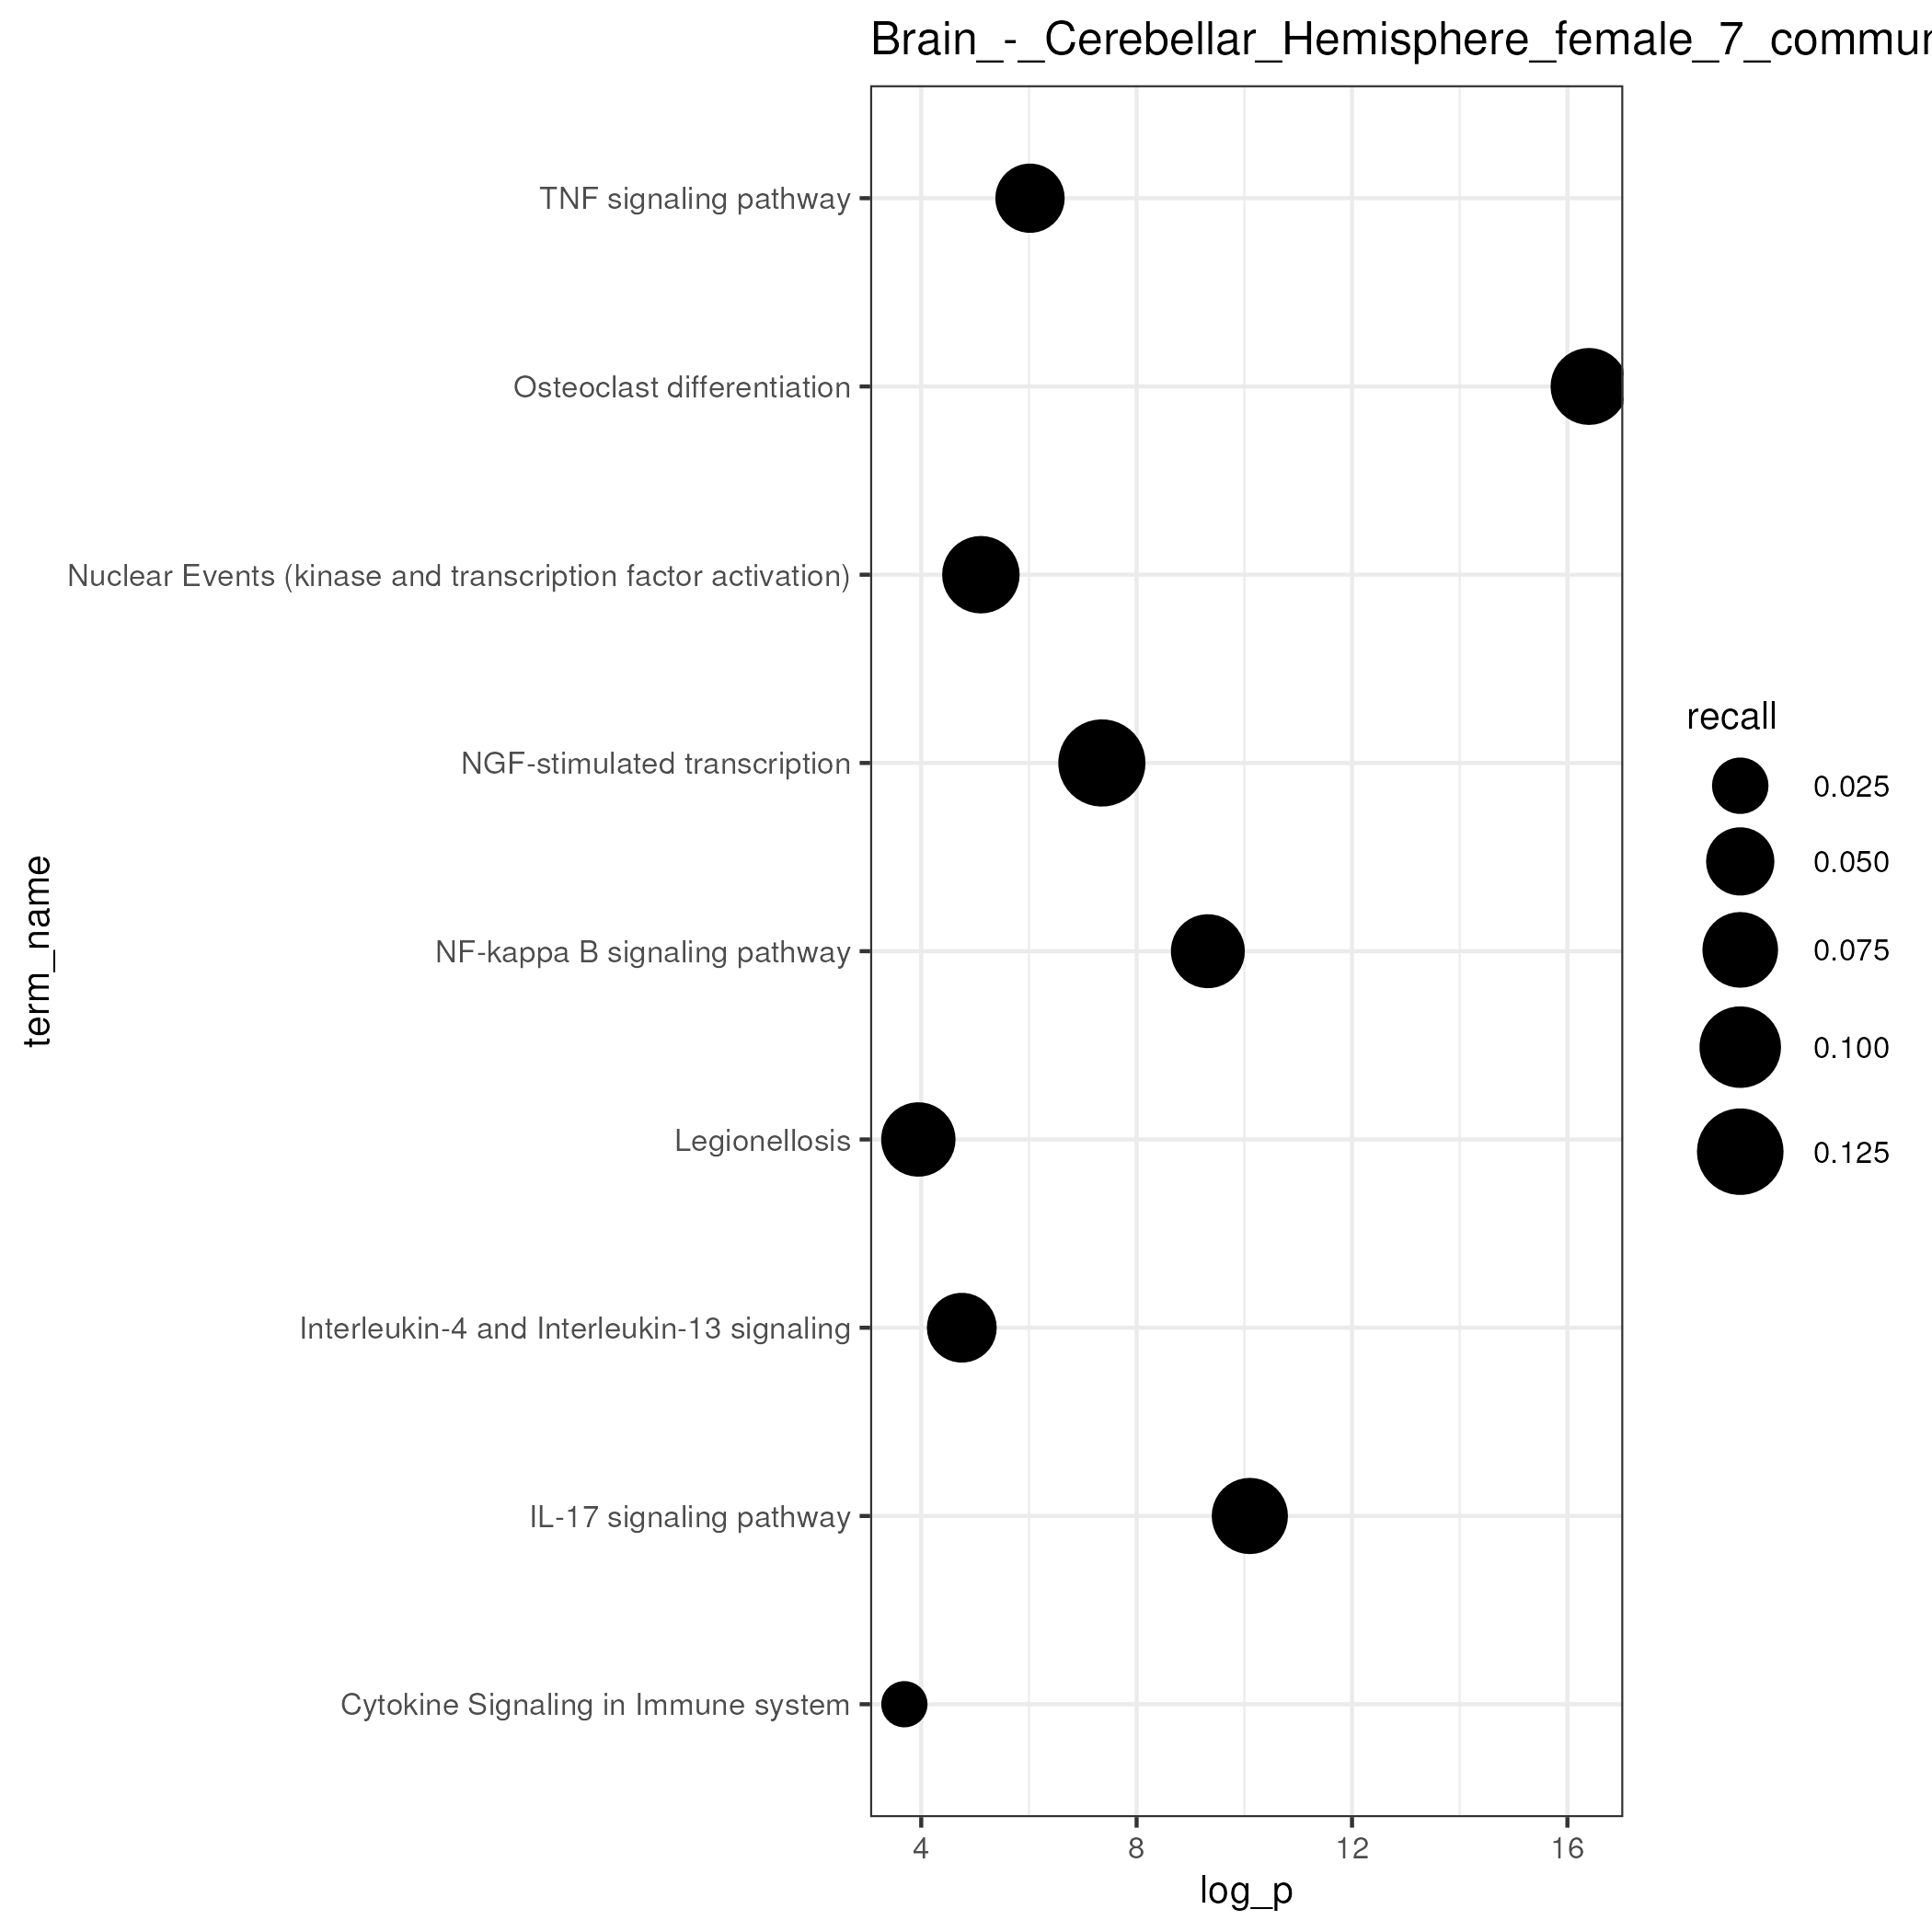 Brain_-_Cerebellar_Hemisphere_female_7_commu
TNF signaling pathway
Osteoclast differentiation
Nuclear Events (kinase and transcription factor activation)
NGF-stimulated transcription
NF-kappa B signaling pathway
Legionellosis
Interleukin-4 and Interleukin-13 signaling
IL-17 signaling pathway
Cytokine Signaling in Immune system
term_name
4 8 12 16
log_p
recall
0.025
0.050
0.075
0.100
0.125